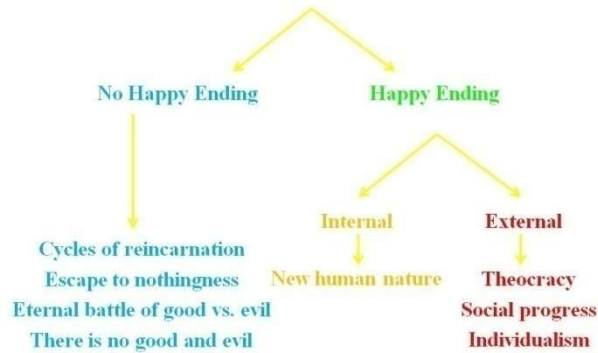 No Happy Ending
Happy Ending
Internal
External
Cycles of reincarnation
Escape to nothingness
Eternal battle of good vs. evil
There is no good and evil
New human nature
Theocracy
Social progress
Individualism